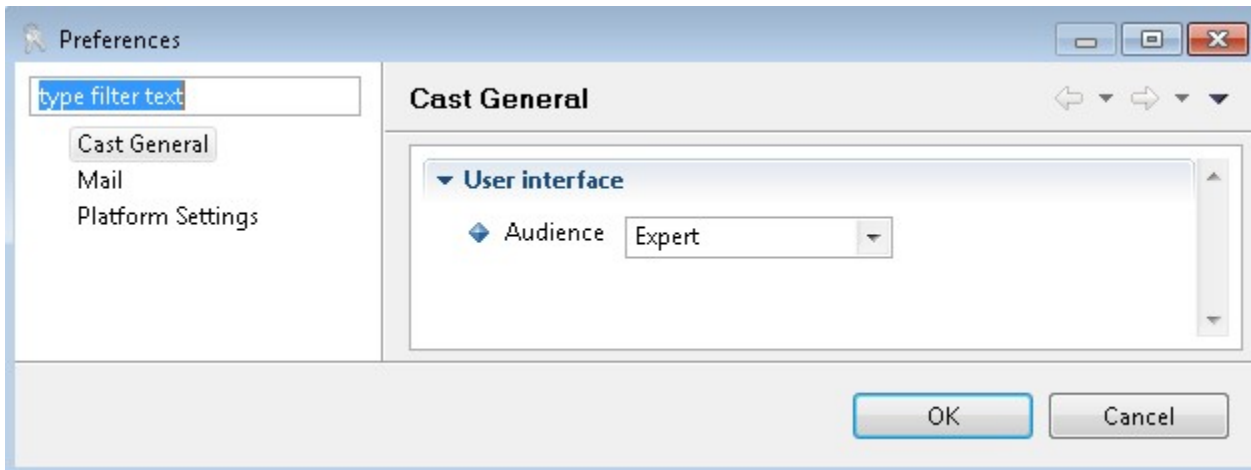 Preferences
type filter text
Cast General
Mail
Platform Settings
Cast General
User interface
Audience Expert
OK Cancel